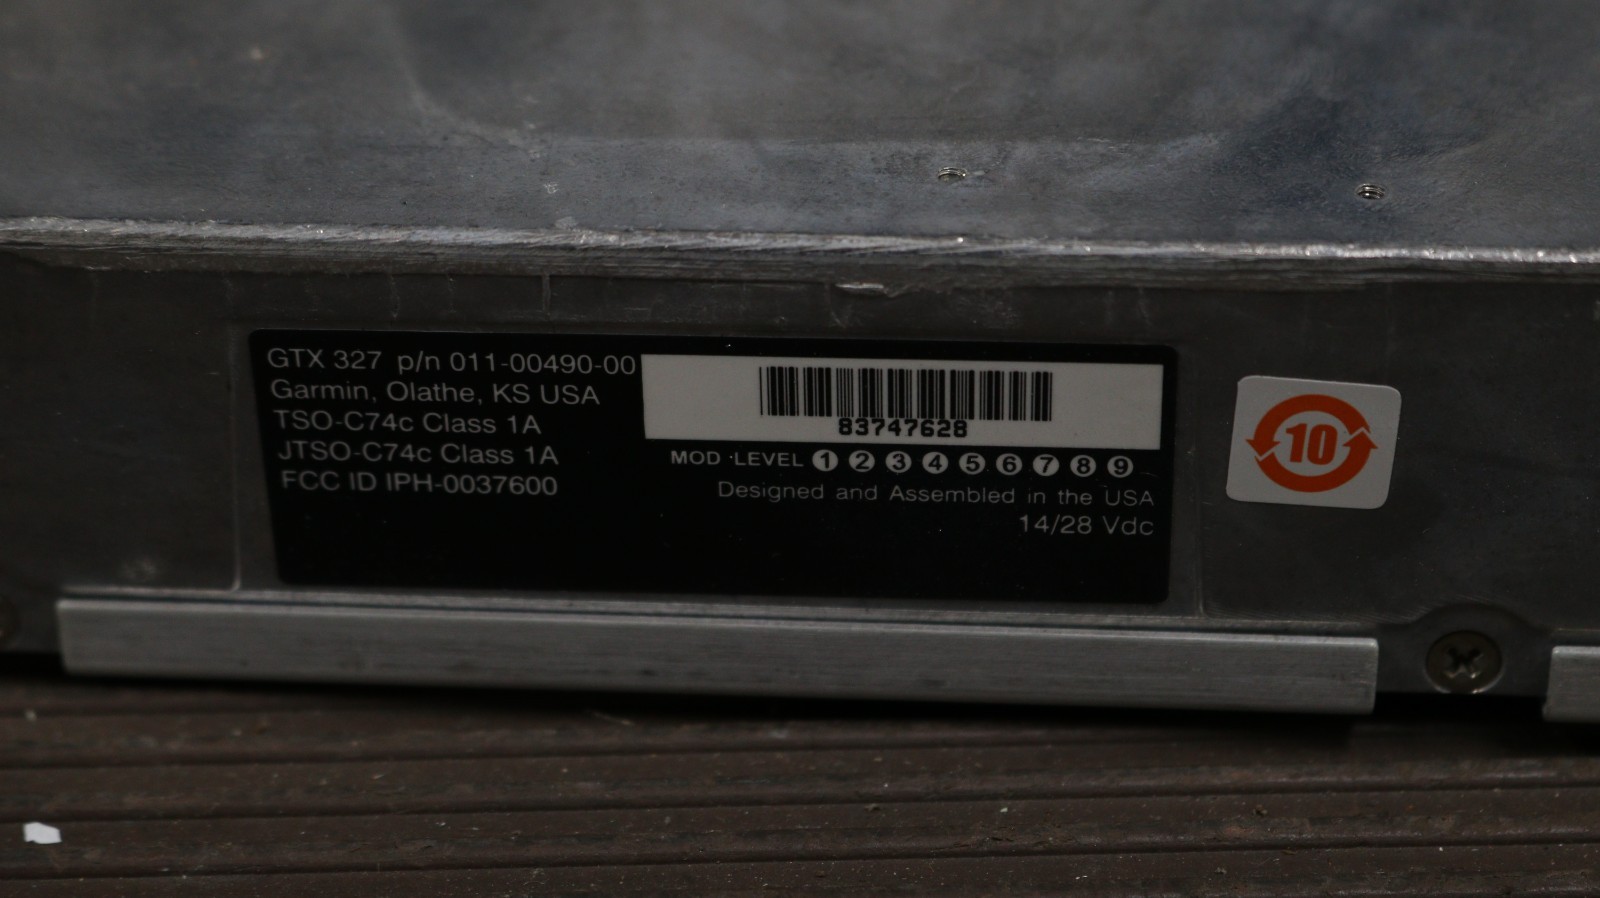 GTX 327 p/n 011-00490-00
Garmin, Olathe, KS USA
TSO-C74c Class 1A
JTSO-C74c Class 1A
FCC ID IPH-0037600
83747628
MOD LEVEL 1 2 3 4 5 6 7 8 9
Designed and Assembled in the USA
14/28 Vdc
10